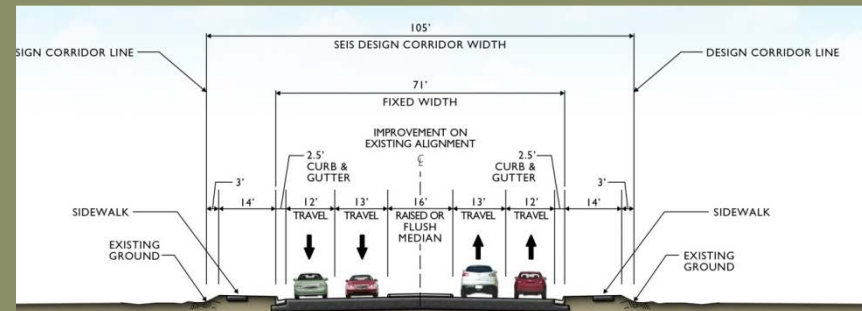 105'
SEIS DESIGN CORRIDOR WIDTH
SIGN CORRIDOR LINE
DESIGN CORRIDOR LINE
71'
FIXED WIDTH
IMPROVEMENT ON
EXISTING ALIGNMENT
℄
2.5'
CURB &
GUTTER
2.5'
CURB &
GUTTER
3'
3'
14'
12'
TRAVEL
13'
TRAVEL
16'
RAISED OR
FLUSH
MEDIAN
13'
TRAVEL
12'
TRAVEL
14'
SIDEWALK
SIDEWALK
EXISTING
GROUND
EXISTING
GROUND